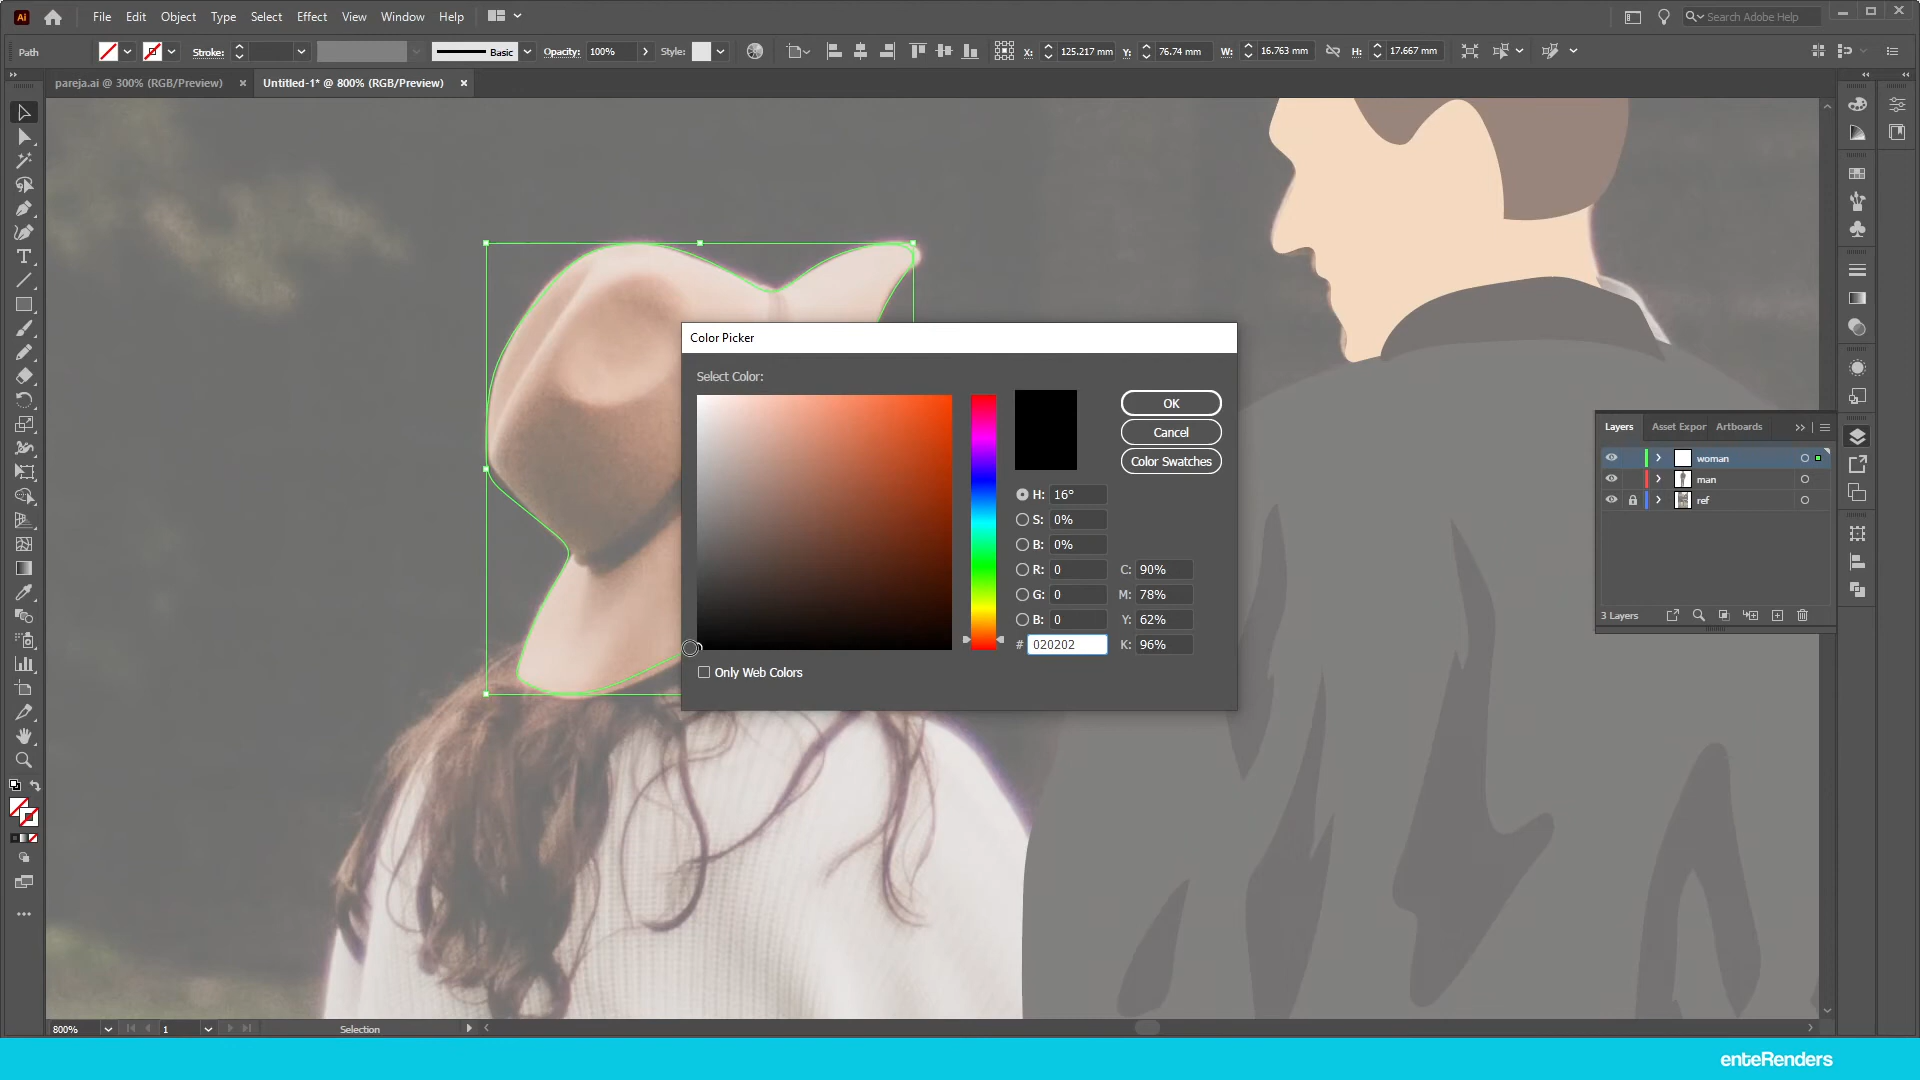 Ai File Edit Object Type Select Effect View Window Help Search Adobe Help
Path Stroke: Basic Opacity: 100% Style: X: 125.217 mm Y: 76.74 mm W: 16.763 mm H: 17.667 mm
pareja.ai @ 300% (RGB/Preview) × Untitled-1* @ 800% (RGB/Preview) ×
Color Picker
Select Color:
OK
Cancel
Color Swatches
H: 16°
S: 0%
B: 0%
R: 0 C: 90%
G: 0 M: 78%
B: 0 Y: 62%
# 020202 K: 96%
Only Web Colors
Layers Asset Expor Artboards
woman
man
ref
3 Layers
800% 1 Selection
enteRenders